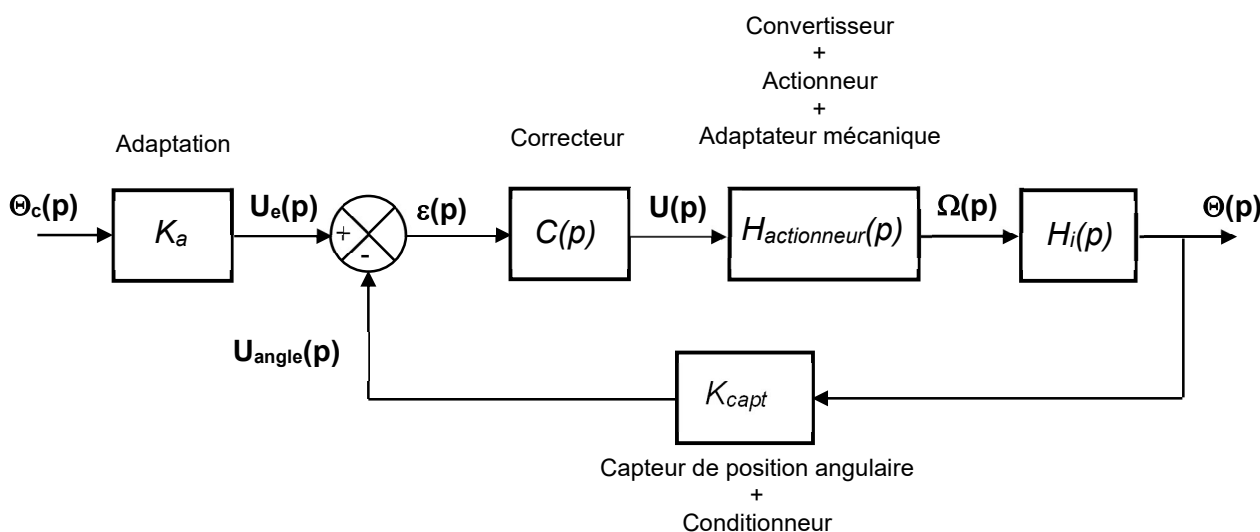 Convertisseur
+
Actionneur
+
Adaptateur mécanique
Adaptation
Correcteur
Θc(p)
Ka
Ue(p)
+
-
ε(p)
C(p)
U(p)
Hactionneur(p)
Ω(p)
Hi(p)
Θ(p)
Uangle(p)
Kcapt
Capteur de position angulaire
+
Conditionneur